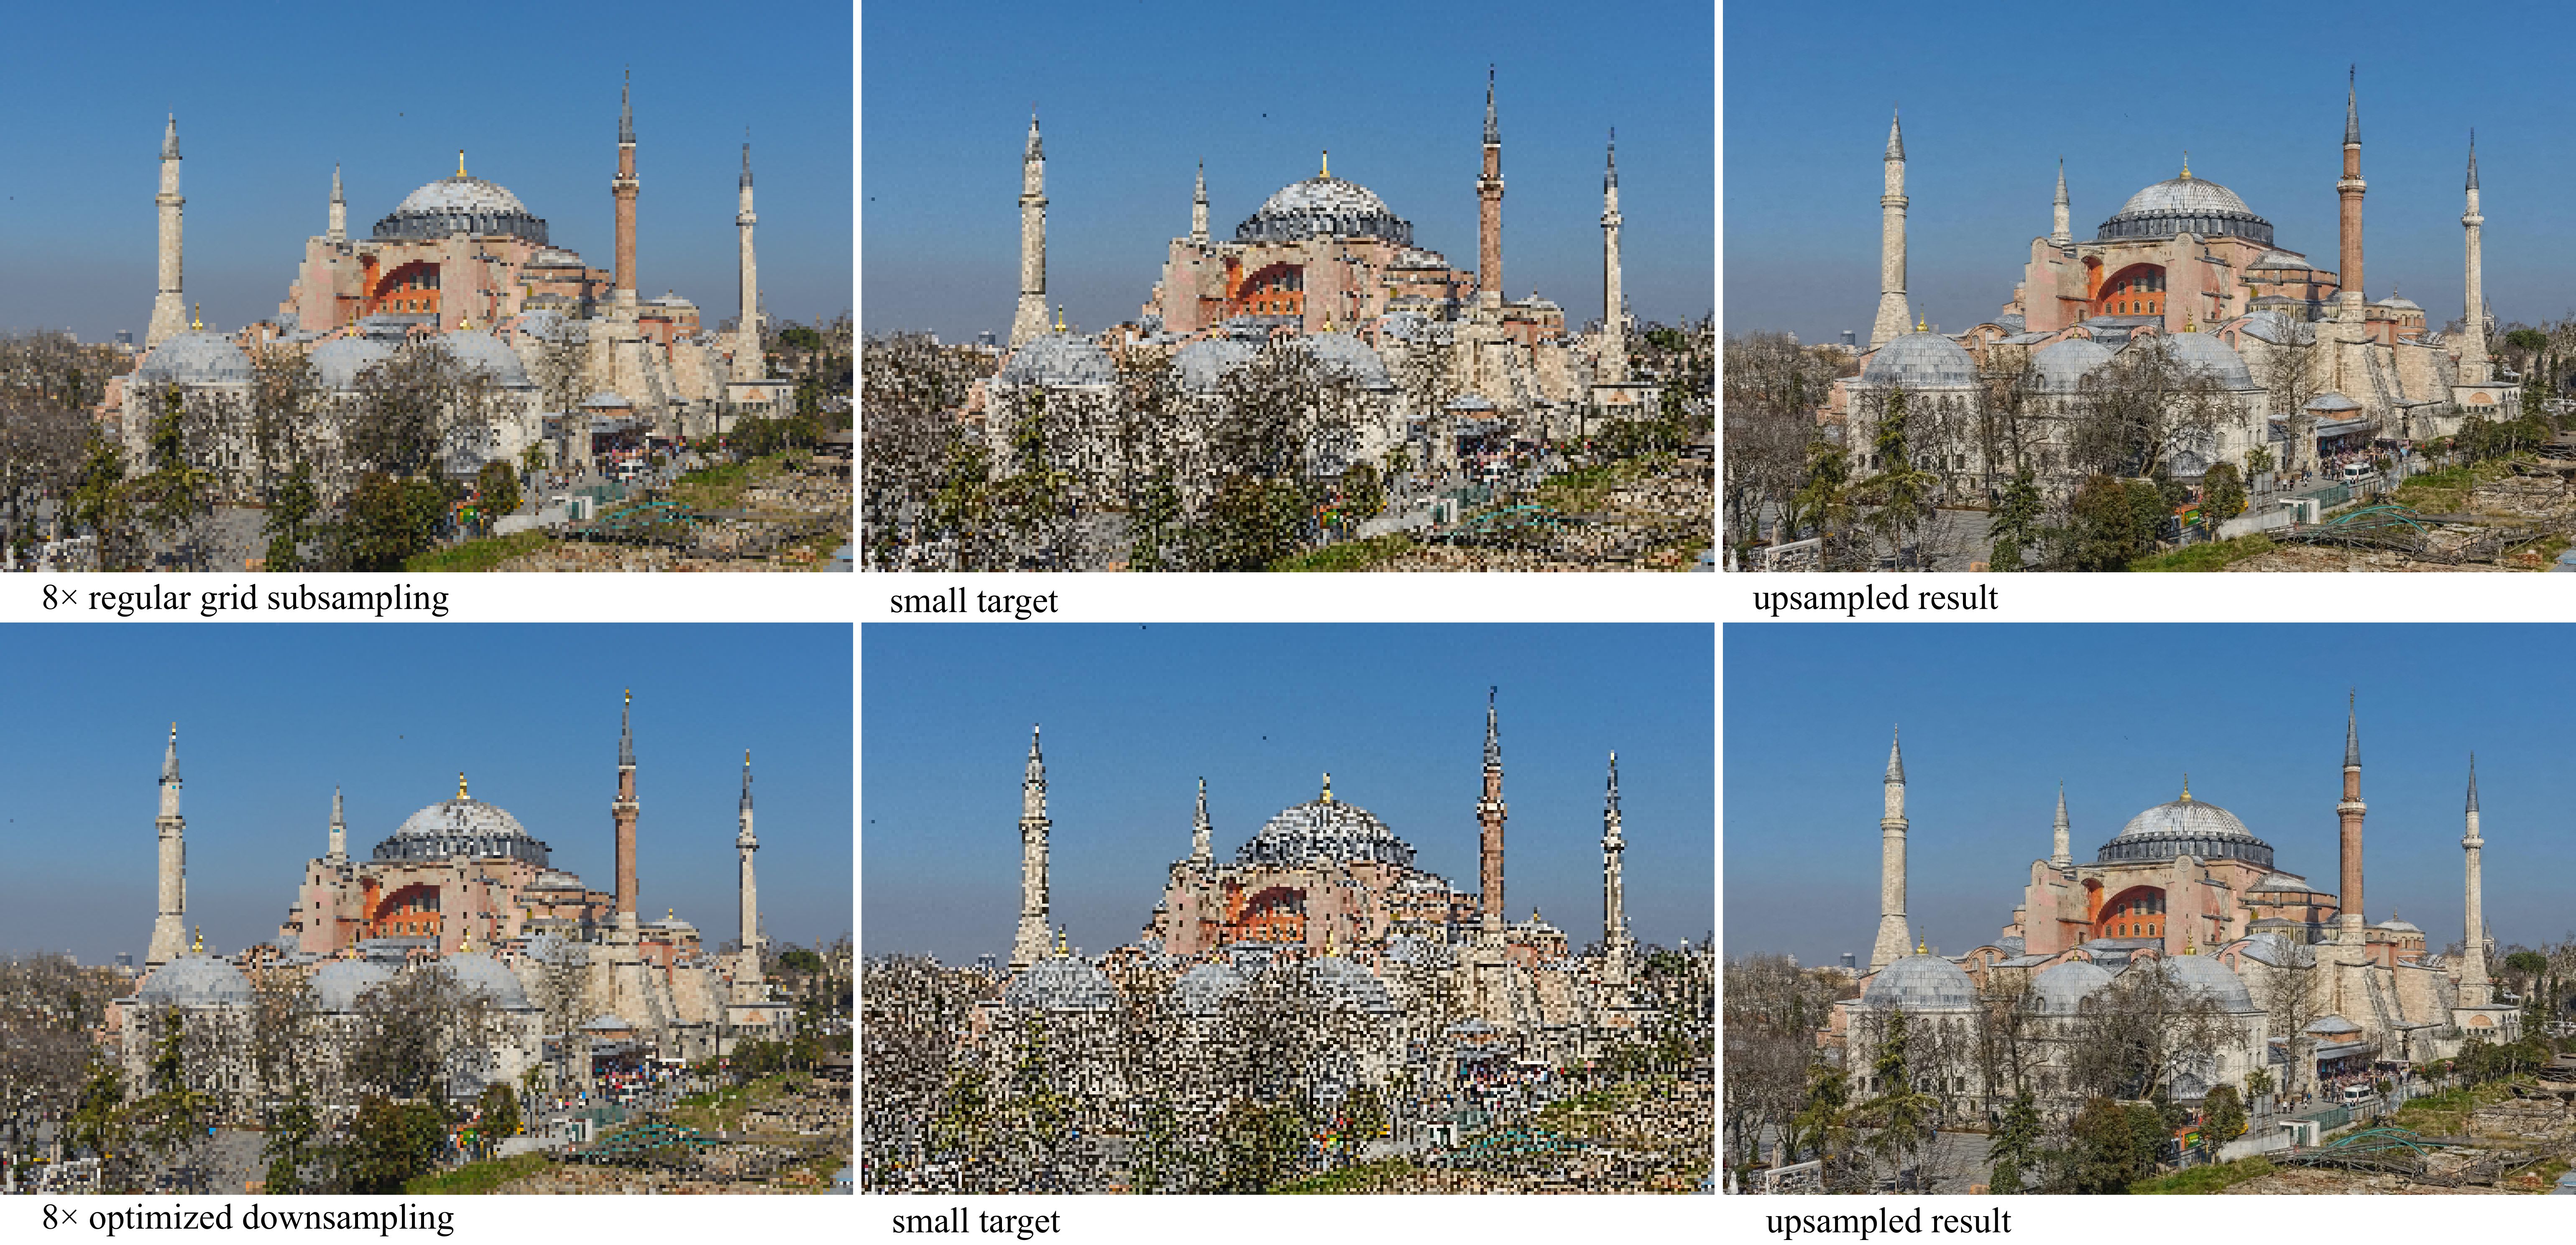 8× regular grid subsampling
small target
upsampled result
8× optimized downsampling
small target
upsampled result